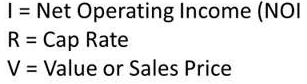 I = Net Operating Income (NOI
R = Cap Rate
V = Value or Sales Price